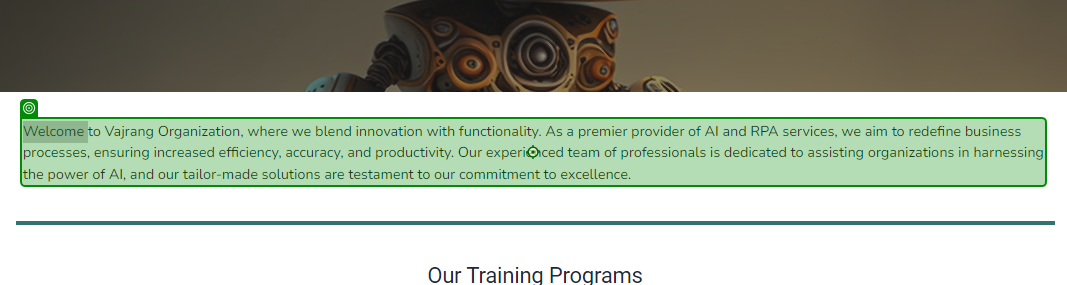 Welcome to Vajrang Organization, where we blend innovation with functionality. As a premier provider of AI and RPA services, we aim to redefine business
processes, ensuring increased efficiency, accuracy, and productivity. Our experienced team of professionals is dedicated to assisting organizations in harnessing
the power of AI, and our tailor-made solutions are testament to our commitment to excellence.
Our Training Programs